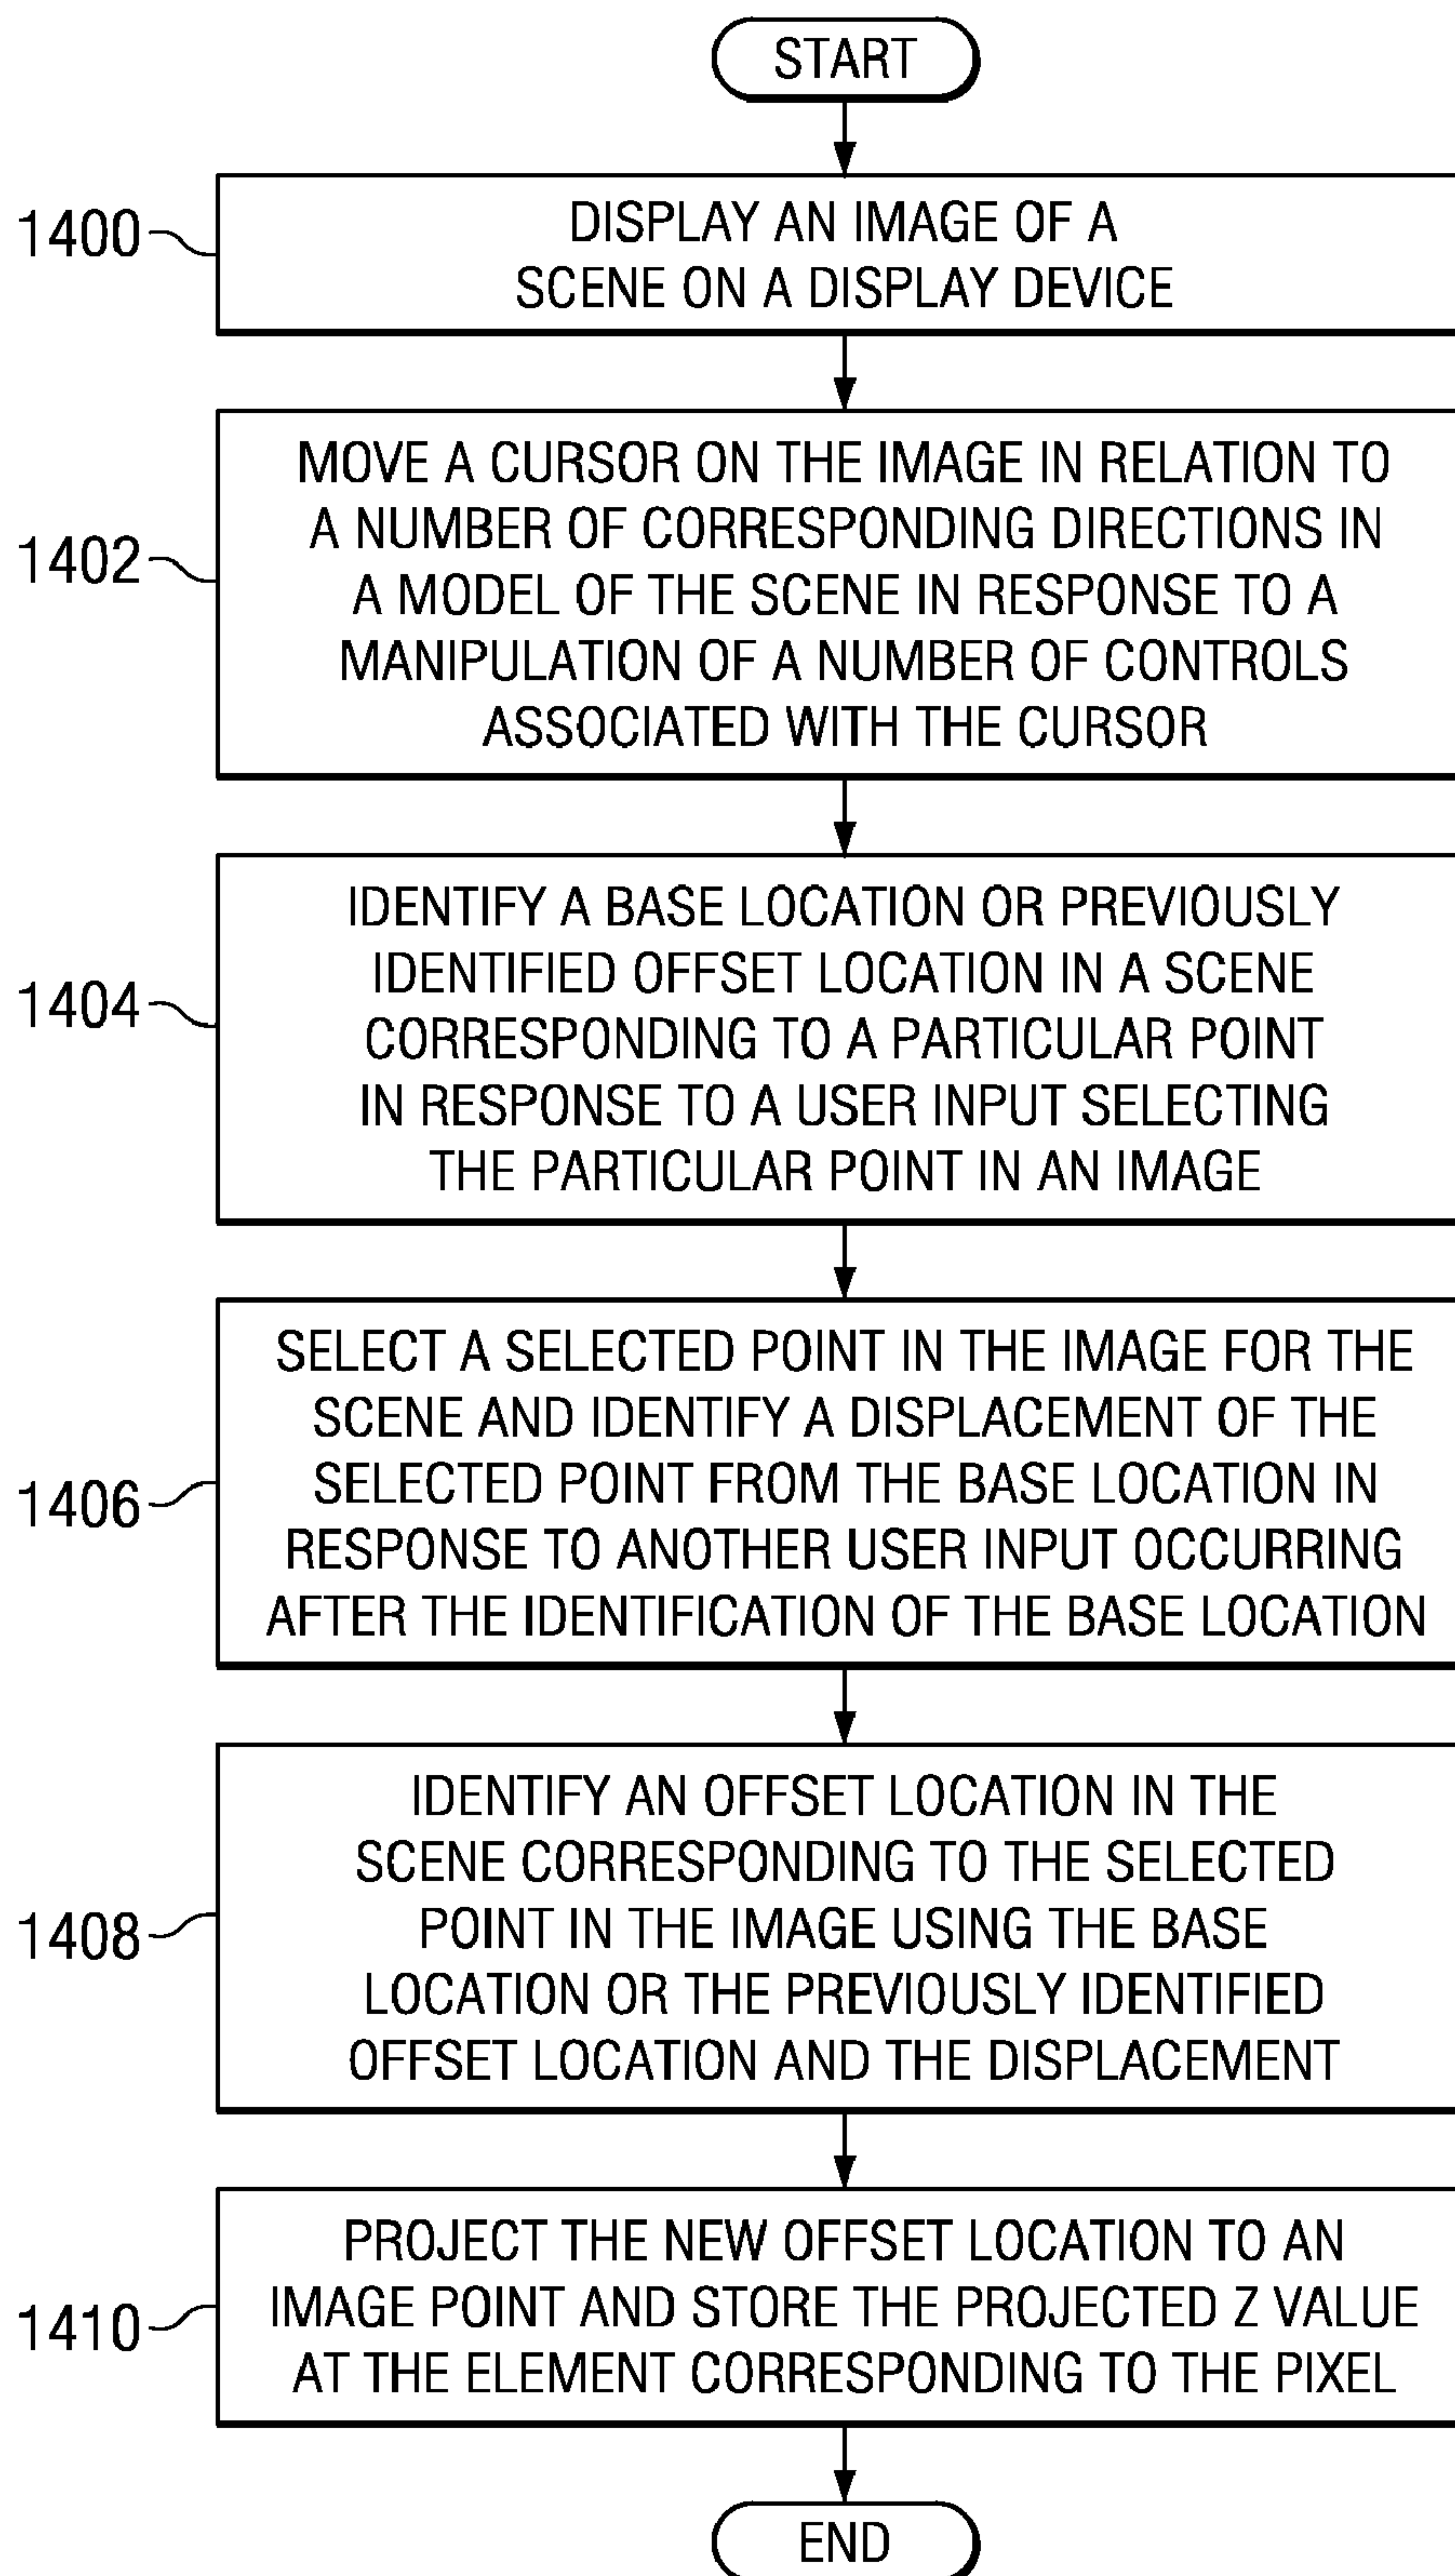 START
1400
DISPLAY AN IMAGE OF A
SCENE ON A DISPLAY DEVICE
1402
MOVE A CURSOR ON THE IMAGE IN RELATION TO
A NUMBER OF CORRESPONDING DIRECTIONS IN
A MODEL OF THE SCENE IN RESPONSE TO A
MANIPULATION OF A NUMBER OF CONTROLS
ASSOCIATED WITH THE CURSOR
1404
IDENTIFY A BASE LOCATION OR PREVIOUSLY
IDENTIFIED OFFSET LOCATION IN A SCENE
CORRESPONDING TO A PARTICULAR POINT
IN RESPONSE TO A USER INPUT SELECTING
THE PARTICULAR POINT IN AN IMAGE
1406
SELECT A SELECTED POINT IN THE IMAGE FOR THE
SCENE AND IDENTIFY A DISPLACEMENT OF THE
SELECTED POINT FROM THE BASE LOCATION IN
RESPONSE TO ANOTHER USER INPUT OCCURRING
AFTER THE IDENTIFICATION OF THE BASE LOCATION
1408
IDENTIFY AN OFFSET LOCATION IN THE
SCENE CORRESPONDING TO THE SELECTED
POINT IN THE IMAGE USING THE BASE
LOCATION OR THE PREVIOUSLY IDENTIFIED
OFFSET LOCATION AND THE DISPLACEMENT
1410
PROJECT THE NEW OFFSET LOCATION TO AN
IMAGE POINT AND STORE THE PROJECTED Z VALUE
AT THE ELEMENT CORRESPONDING TO THE PIXEL
END